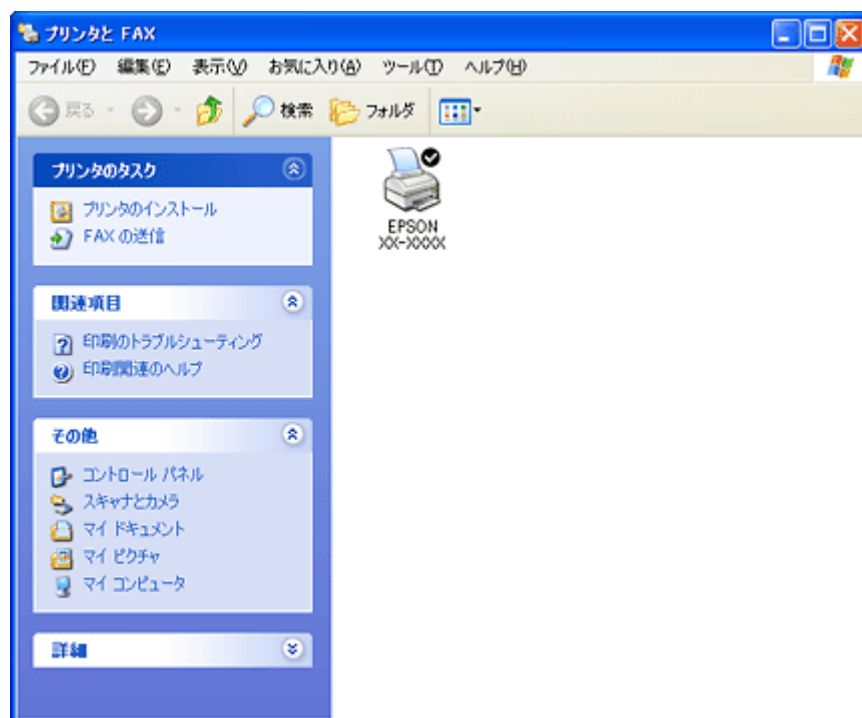 プリンタと FAX
ファイル(F) 編集(E) 表示(V) お気に入り(A) ツール(T) ヘルプ(H)
戻る 検索 フォルダ
プリンタのタスク
プリンタのインストール
FAX の送信
関連項目
印刷のトラブルシューティング
印刷関連のヘルプ
その他
コントロール パネル
スキャナとカメラ
マイ ドキュメント
マイ ピクチャ
マイ コンピュータ
詳細
EPSON
XX-XXXX